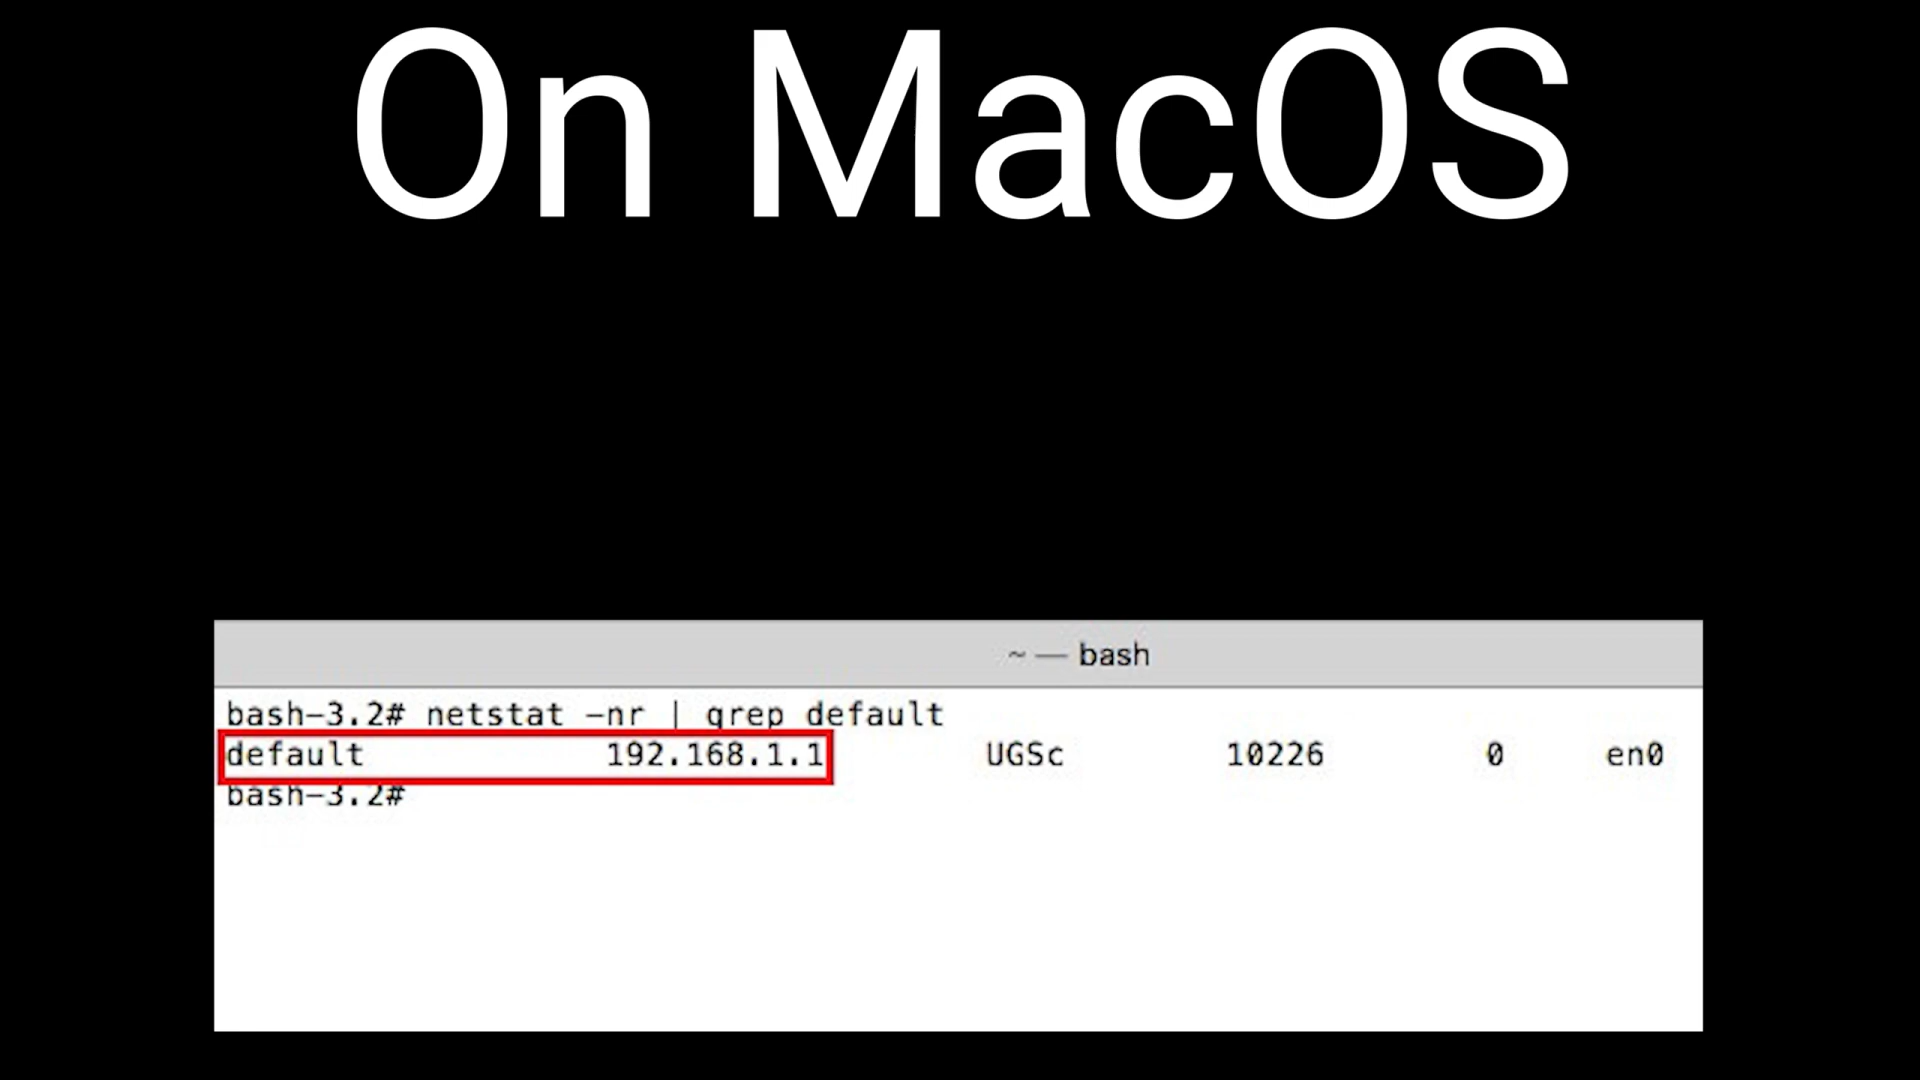 On MacOS
~ — bash
bash-3.2# netstat -nr | grep default
default 192.168.1.1 UGSc 10226 0 en0
bash-3.2#